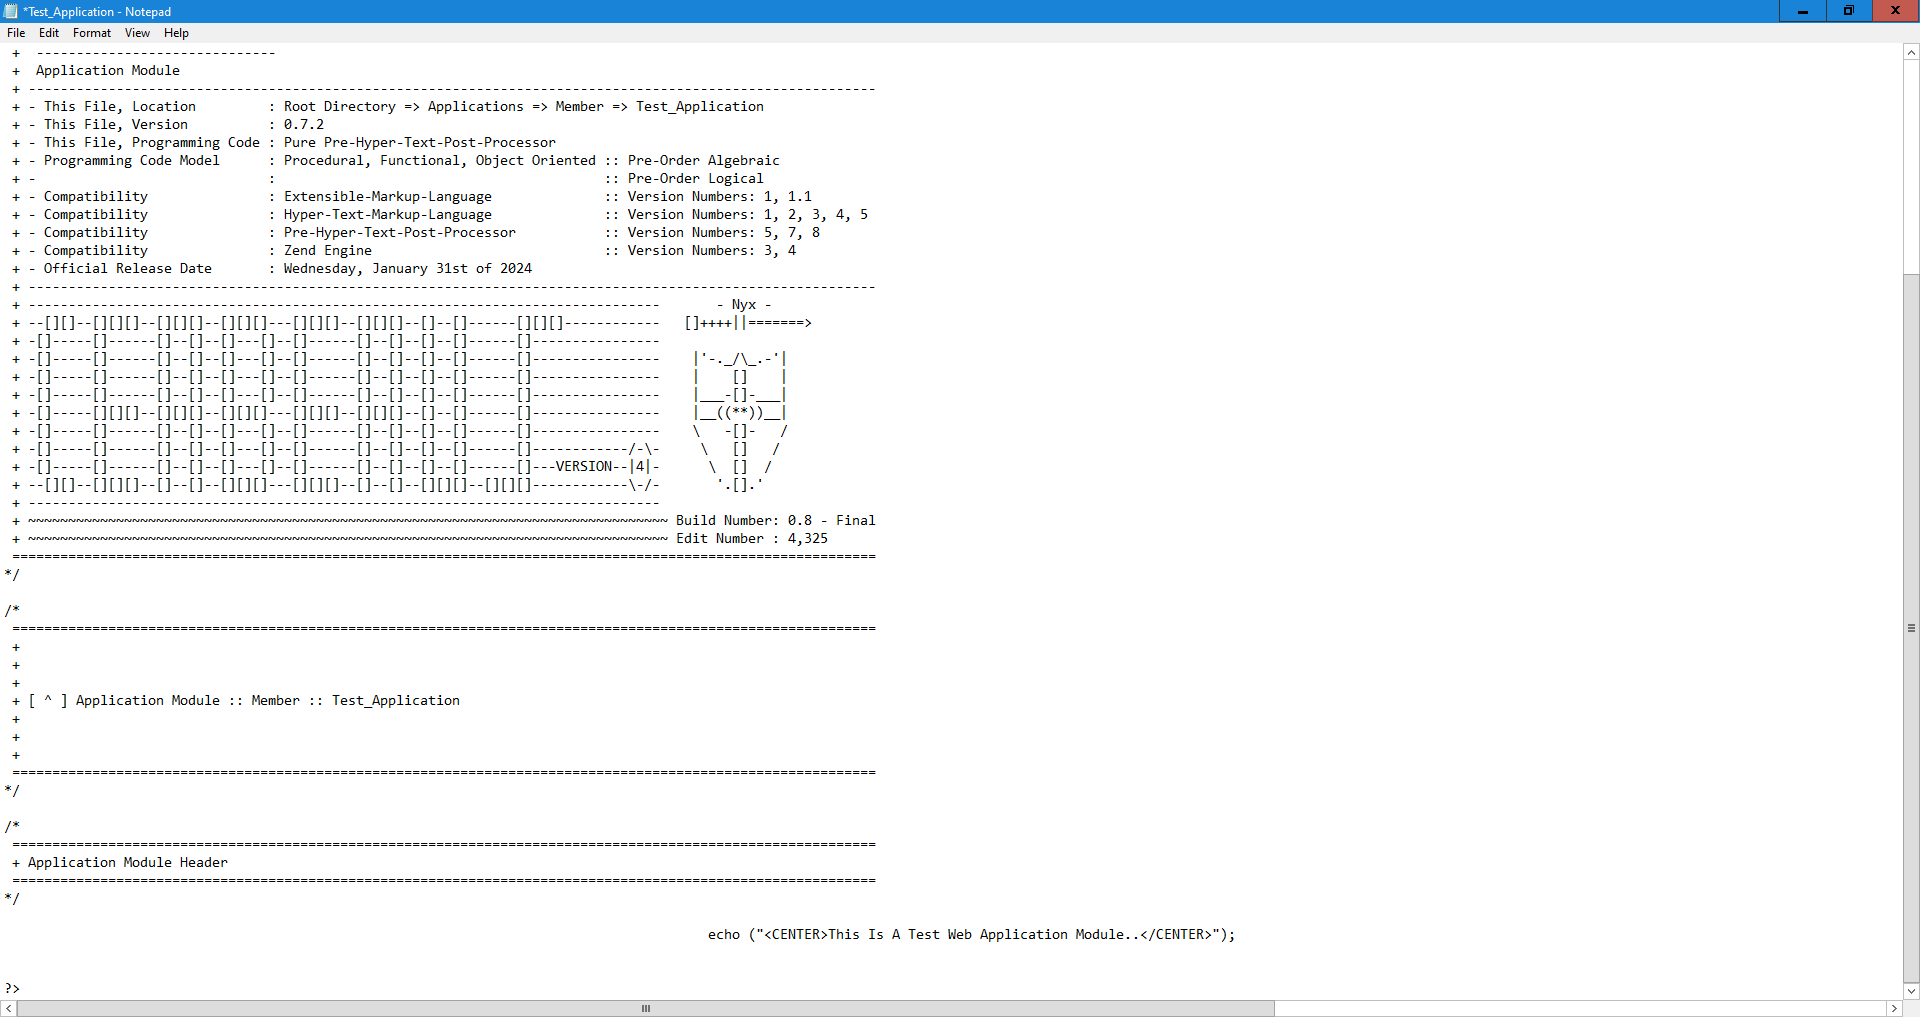 *Test_Application - Notepad
File Edit Format View Help
+  ------------------------------
+  Application Module
+ ----------------------------------------------------------------------------------------------------------
+ - This File, Location         : Root Directory => Applications => Member => Test_Application
+ - This File, Version          : 0.7.2
+ - This File, Programming Code : Pure Pre-Hyper-Text-Post-Processor
+ - Programming Code Model      : Procedural, Functional, Object Oriented :: Pre-Order Algebraic
+ -                             :                                         :: Pre-Order Logical
+ - Compatibility               : Extensible-Markup-Language              :: Version Numbers: 1, 1.1
+ - Compatibility               : Hyper-Text-Markup-Language              :: Version Numbers: 1, 2, 3, 4, 5
+ - Compatibility               : Pre-Hyper-Text-Post-Processor           :: Version Numbers: 5, 7, 8
+ - Compatibility               : Zend Engine                             :: Version Numbers: 3, 4
+ - Official Release Date       : Wednesday, January 31st of 2024
+ ----------------------------------------------------------------------------------------------------------
+ -------------------------------------------------------------------------------       - Nyx -
+ --[][]--[][][]--[][][]--[][][]---[][][]--[][][]--[]--[]------[][][]------------   []++++||=======>
+ -[]-----[]------[]--[]--[]---[]--[]------[]--[]--[]--[]------[]----------------
+ -[]-----[]------[]--[]--[]---[]--[]------[]--[]--[]--[]------[]----------------    |'-._/\_.-'|
+ -[]-----[]------[]--[]--[]---[]--[]------[]--[]--[]--[]------[]----------------    |    []    |
+ -[]-----[]------[]--[]--[]---[]--[]------[]--[]--[]--[]------[]----------------    |___-[]-___|
+ -[]-----[][][]--[][][]--[][][]---[][][]--[][][]--[]--[]------[]----------------    |__((**))__|
+ -[]-----[]------[]--[]--[]---[]------[]--[]--[]--[]--[]------[]----------------    \   -[]-   /
+ -[]-----[]------[]--[]--[]---[]------[]--[]--[]--[]--[]------[]------------/-\-     \   []   /
+ -[]-----[]------[]--[]--[]---[]------[]--[]--[]--[]--[]------[]---VERSION--|4|-      \  []  /
+ --[][]--[][][]--[]--[]--[][][]---[][][]--[]--[]--[][][]--[][][]------------\-/-       '.[].'
+ -------------------------------------------------------------------------------
+ ~~~~~~~~~~~~~~~~~~~~~~~~~~~~~~~~~~~~~~~~~~~~~~~~~~~~~~~~~~~~~~~~~~~~~~~~~~~~~~~~ Build Number: 0.8 - Final
+ ~~~~~~~~~~~~~~~~~~~~~~~~~~~~~~~~~~~~~~~~~~~~~~~~~~~~~~~~~~~~~~~~~~~~~~~~~~~~~~~~ Edit Number : 4,325
============================================================================================================
*/
/*
============================================================================================================
+
+
+
+ [ ^ ] Application Module :: Member :: Test_Application
+
+
+
============================================================================================================
*/
/*
============================================================================================================
+ Application Module Header
============================================================================================================
*/
echo ("<CENTER>This Is A Test Web Application Module..</CENTER>");
?>